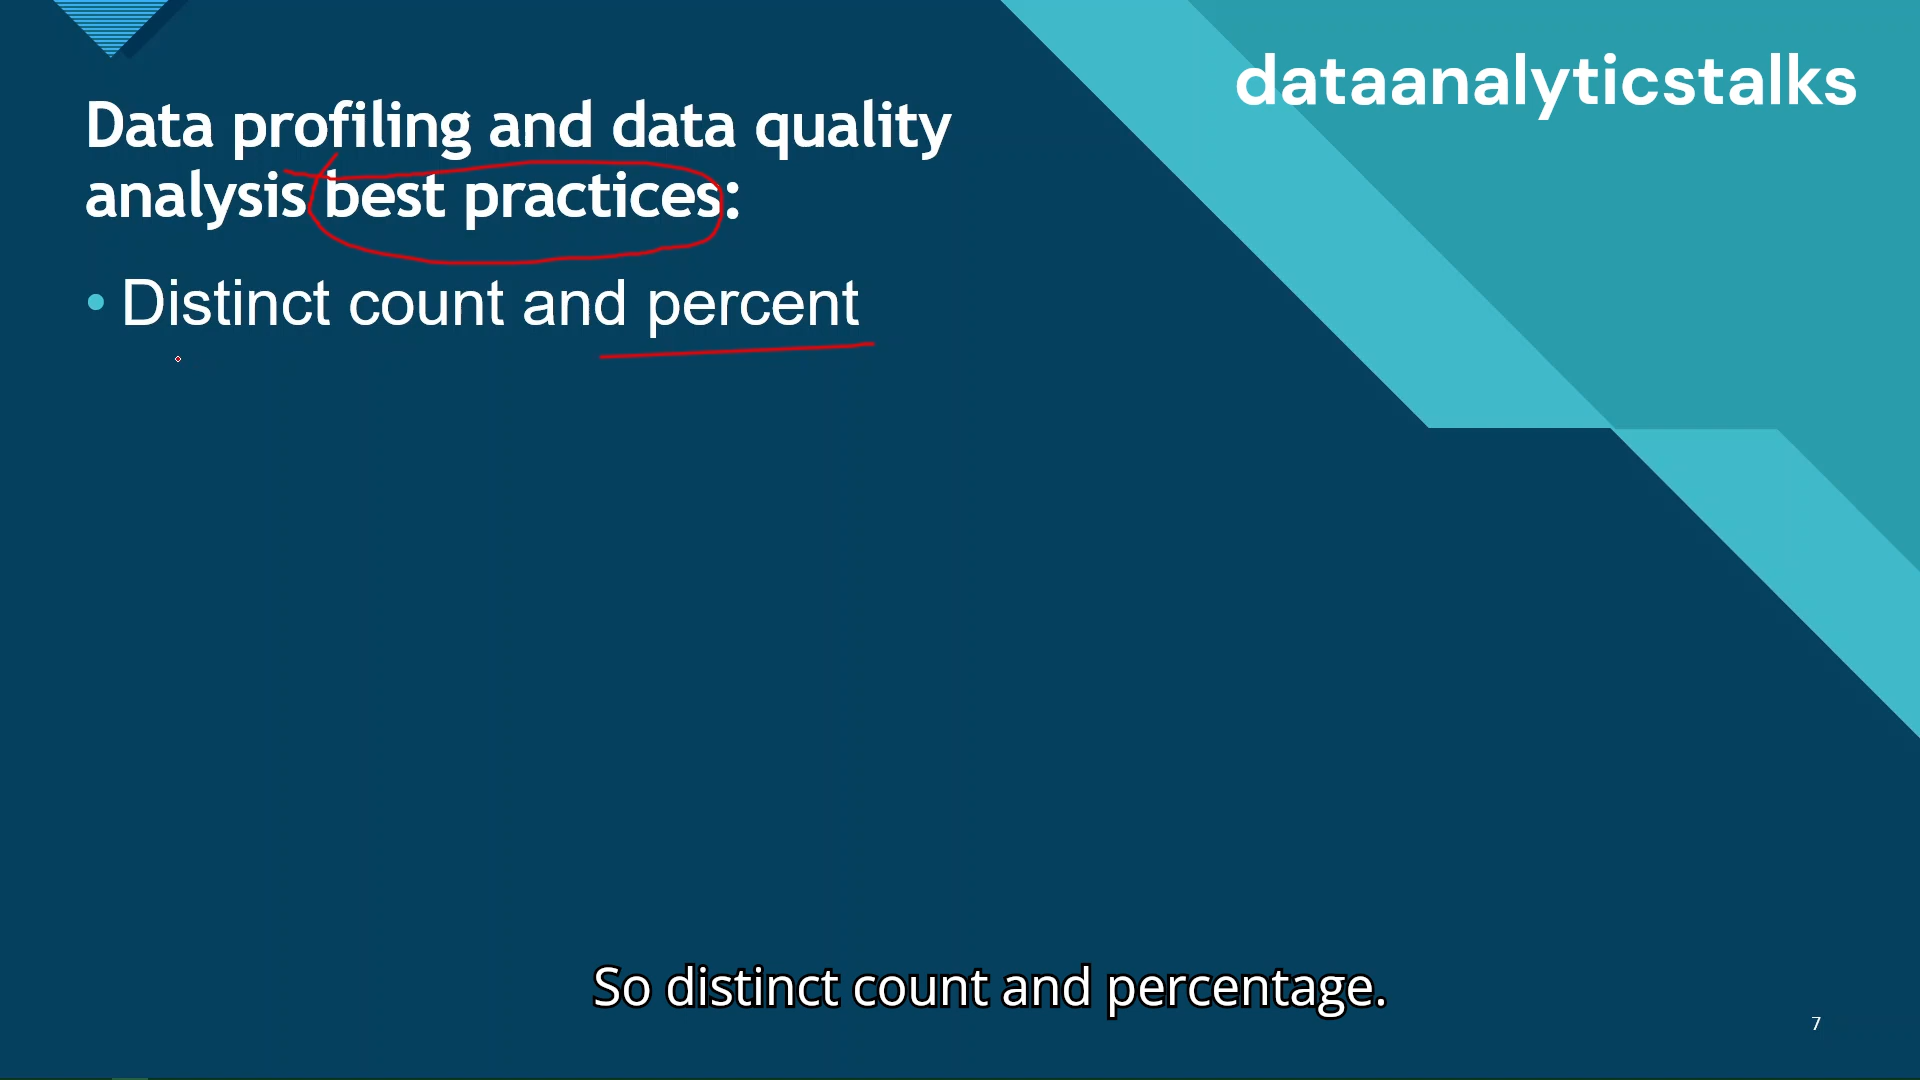 dataanalyticstalks
Data profiling and data quality
analysis best practices:
• Distinct count and percent
So distinct count and percentage.
7